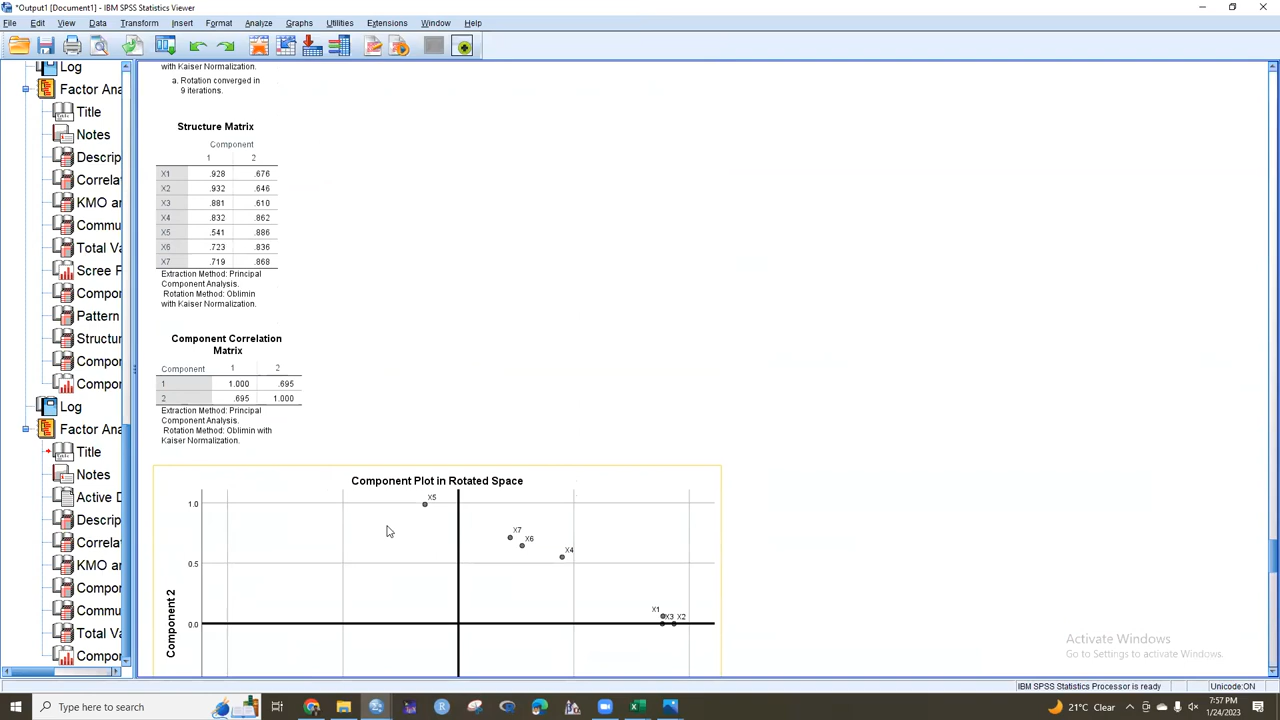 *Output1 [Document1] - IBM SPSS Statistics Viewer
File Edit View Data Transform Insert Format Analyze Graphs Utilities Extensions Window Help
Log
Factor Ana
Title
Notes
Descrip
Correla
KMO an
Commu
Total Va
Scree P
Compor
Pattern
Structur
Compor
Compor
Log
Factor Ana
Title
Notes
Active D
Descrip
Correla
KMO an
Compor
Commu
Total Va
Compor
with Kaiser Normalization.
a. Rotation converged in
9 iterations.
Structure Matrix
Component
1 2
X1 .928 .676
X2 .932 .646
X3 .881 .610
X4 .832 .862
X5 .541 .886
X6 .723 .836
X7 .719 .868
Extraction Method: Principal
Component Analysis.
Rotation Method: Oblimin
with Kaiser Normalization.
Component Correlation
Matrix
Component 1 2
1 1.000 .695
2 .695 1.000
Extraction Method: Principal
Component Analysis.
Rotation Method: Oblimin with
Kaiser Normalization.
Component Plot in Rotated Space
1.0
0.5
0.0
Component 2
X5
X7
X6
X4
X1
X3 X2
Activate Windows
Go to Settings to activate Windows.
IBM SPSS Statistics Processor is ready Unicode:ON
Type here to search
21°C Clear
7:57 PM
1/24/2023